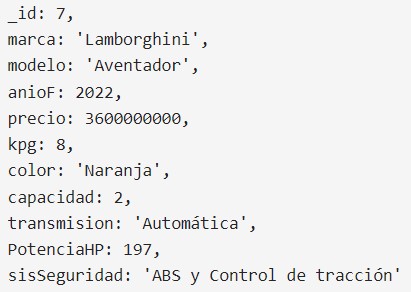 _id: 7,
marca: 'Lamborghini',
modelo: 'Aventador',
anioF: 2022,
precio: 3600000000,
kpg: 8,
color: 'Naranja',
capacidad: 2,
transmision: 'Automática',
PotenciaHP: 197,
sisSeguridad: 'ABS y Control de tracción'